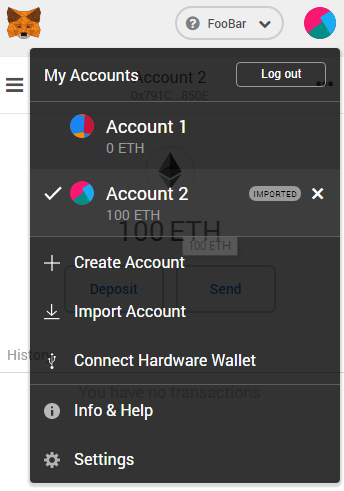 FooBar
My Accounts
Log out
Account 2
0x791C...850E
Account 1
0 ETH
Account 2
100 ETH
IMPORTED
100 ETH
100 ETH
Create Account
Deposit
Send
Import Account
History
Connect Hardware Wallet
You have no transactions
Info & Help
Settings